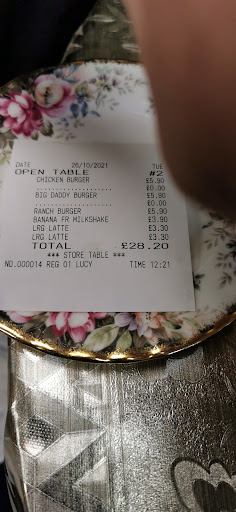 DATE 26/10/2021 TUE
OPEN TABLE #2
CHICKEN BURGER £5.90
.................... £0.00
BIG DADDY BURGER £5.90
.................... £0.00
RANCH BURGER £5.90
BANANA FR MILKSHAKE £3.90
LRG LATTE £3.30
LRG LATTE £3.30
TOTAL £28.20
*** STORE TABLE ***
NO.000014 REG 01 LUCY TIME 12:21